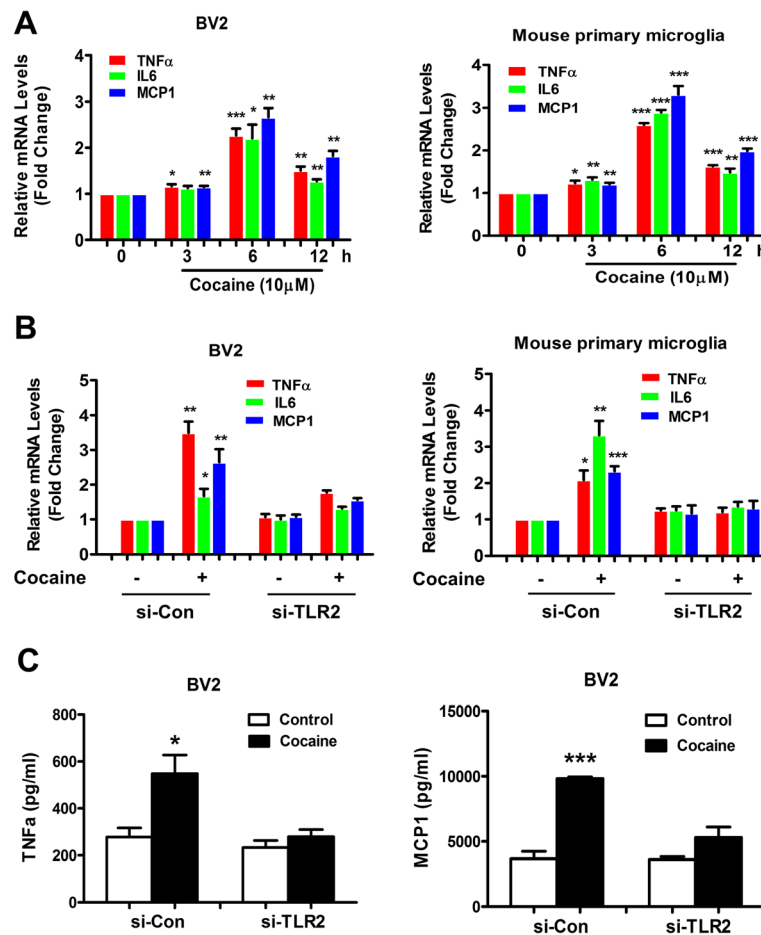 A
BV2
Relative mRNA Levels
(Fold Change)
4
3
2
1
0
TNFα
IL6
MCP1
*
**
***
*
**
**
**
**
0 3 6 12 h
Cocaine (10μM)
Mouse primary microglia
Relative mRNA Levels
(Fold Change)
4
3
2
1
0
TNFα
IL6
MCP1
*
**
**
***
***
***
***
**
***
0 3 6 12
Cocaine (10μM)
B
BV2
Relative mRNA Levels
(Fold Change)
5
4
3
2
1
0
TNFα
IL6
MCP1
**
*
**
Cocaine - + - +
si-Con si-TLR2
Mouse primary microglia
Relative mRNA Levels
(Fold Change)
5
4
3
2
1
0
TNFα
IL6
MCP1
*
**
***
Cocaine - + - +
si-Con si-TLR2
C
BV2
TNFa (pg/ml)
800
600
400
200
0
Control
Cocaine
*
si-Con si-TLR2
BV2
MCP1 (pg/ml)
15000
10000
5000
0
Control
Cocaine
***
si-Con si-TLR2